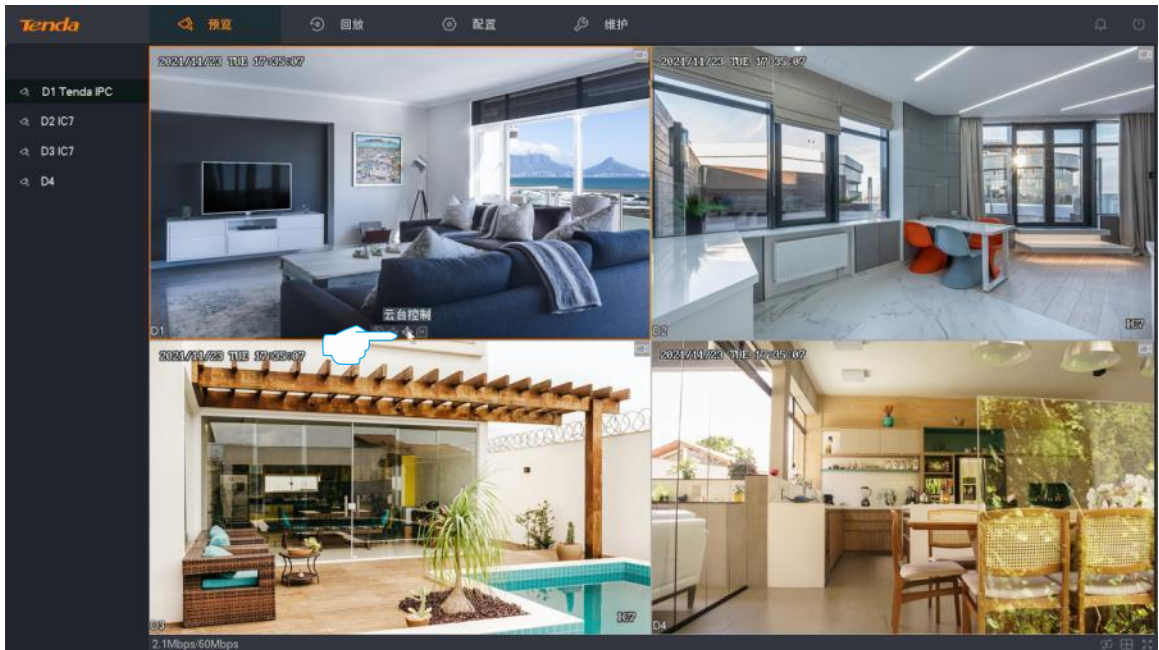 Tenda
预览
回放
配置
维护
D1 Tenda IPC
D2 IC7
D3 IC7
D4
2021/11/23 TUE 17:35:07
2021/11/23 TUE 17:35:07
云台控制
D1
D2
IC7
2021/11/23 TUE 17:35:07
2021/11/23 TUE 17:35:07
D3
IC7
D4
2.1Mbps/60Mbps